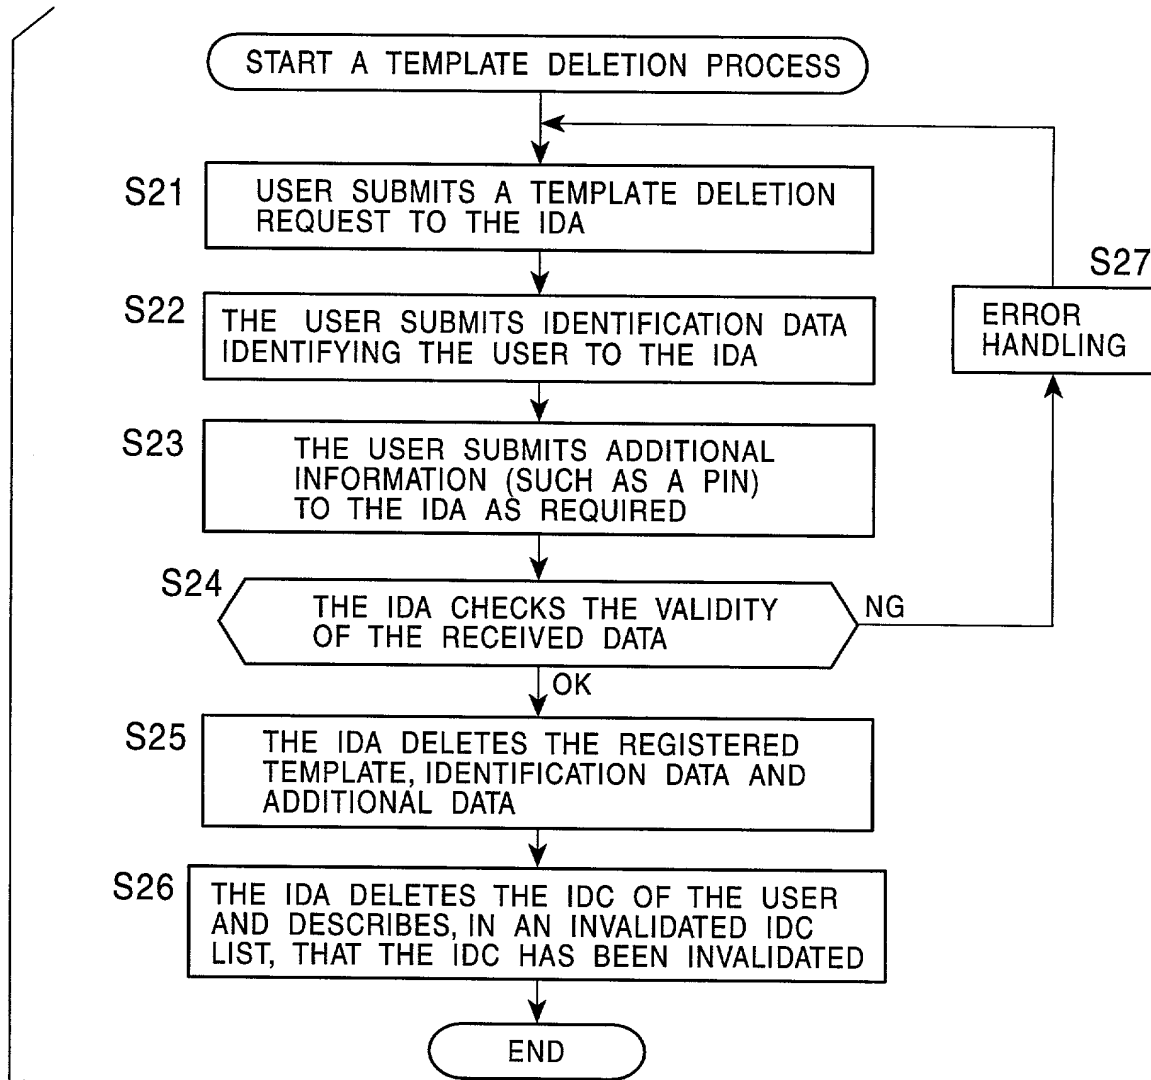 START A TEMPLATE DELETION PROCESS
S21
USER SUBMITS A TEMPLATE DELETION
REQUEST TO THE IDA
S27
ERROR
HANDLING
S22
THE USER SUBMITS IDENTIFICATION DATA
IDENTIFYING THE USER TO THE IDA
S23
THE USER SUBMITS ADDITIONAL
INFORMATION (SUCH AS A PIN)
TO THE IDA AS REQUIRED
S24
THE IDA CHECKS THE VALIDITY
OF THE RECEIVED DATA
NG
OK
S25
THE IDA DELETES THE REGISTERED
TEMPLATE, IDENTIFICATION DATA AND
ADDITIONAL DATA
S26
THE IDA DELETES THE IDC OF THE USER
AND DESCRIBES, IN AN INVALIDATED IDC
LIST, THAT THE IDC HAS BEEN INVALIDATED
END